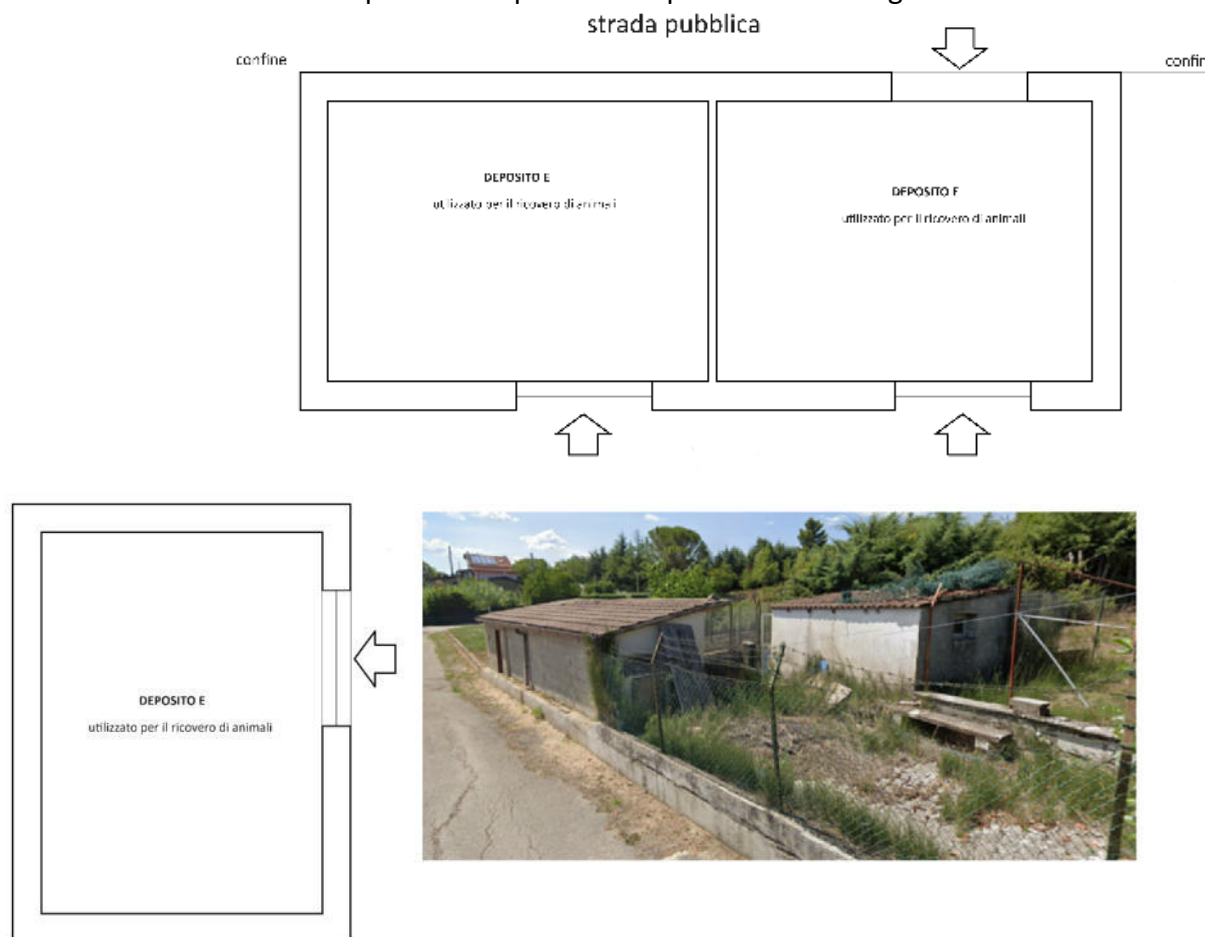 strada pubblica
confine
confin
DEPOSITO E
utilizzato per il ricovero di animali
DEPOSITO E
utilizzato per il ricovero di animali
DEPOSITO E
utilizzato per il ricovero di animali